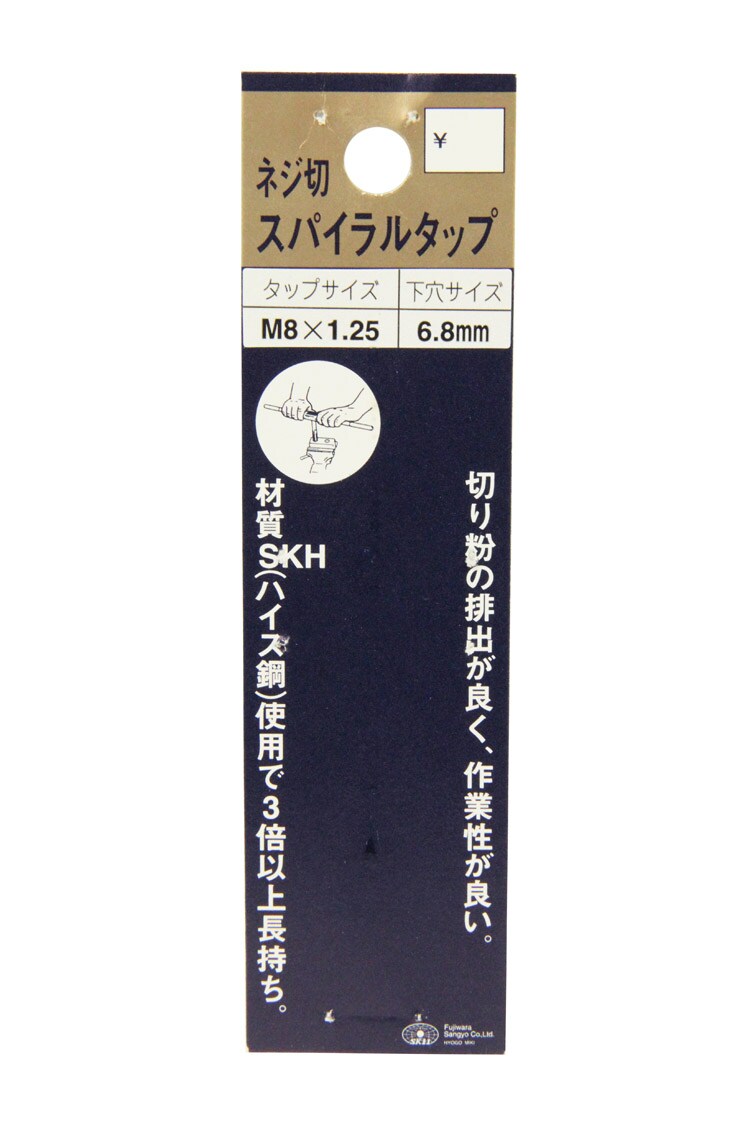 ¥
ネジ切
スパイラルタップ
タップサイズ 下穴サイズ
M8×1.25 6.8mm
切り粉の排出が良く、作業性が良い。
材質SKH(ハイス鋼)使用で3倍以上長持ち。
SK11
Fujiwara
Sangyo Co.,Ltd.
HYOGO MIKI